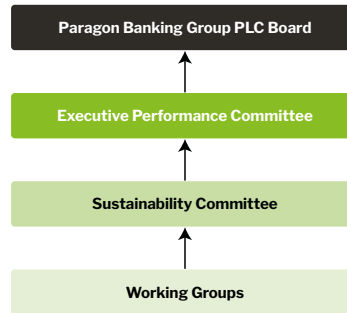 Paragon Banking Group PLC Board
Executive Performance Committee
Sustainability Committee
Working Groups